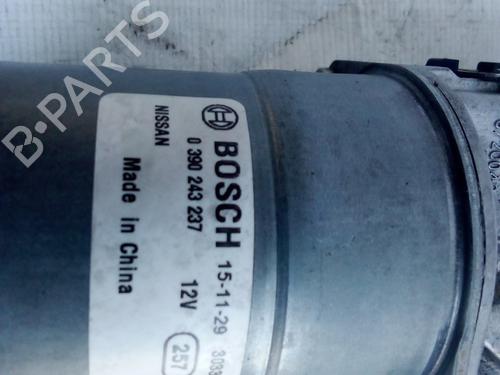 BOSCH 15-11-29
0 390 243 237 12V
NISSAN
Made in China
257
B-PARTS